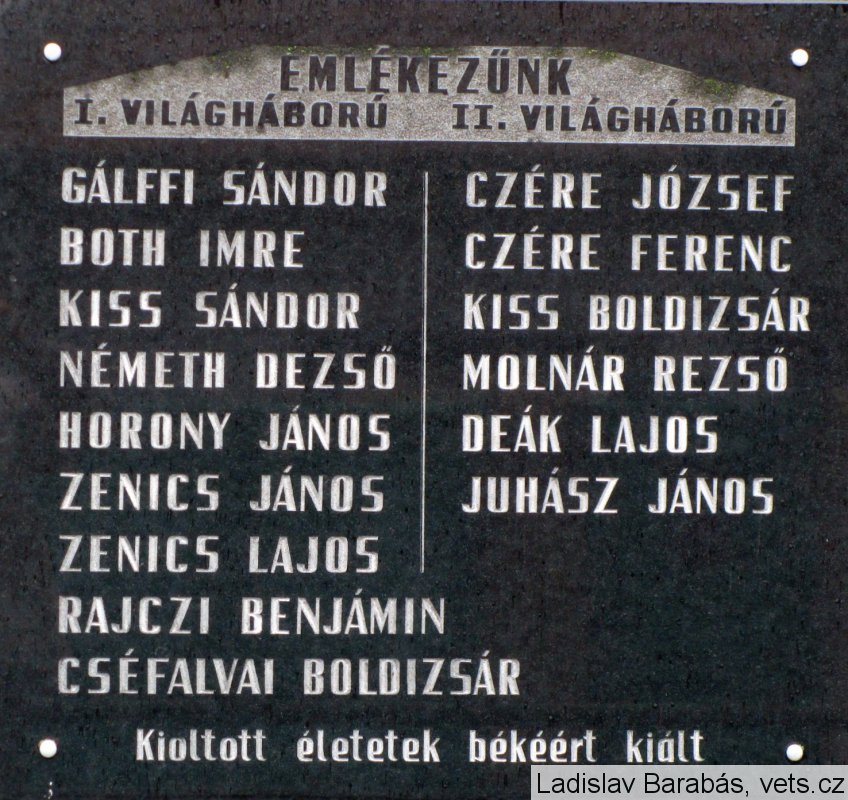 EMLÉKEZŰNK
I. VILÁGHÁBORÚ II. VILÁGHÁBORÚ
GÁLFFI SÁNDOR
BOTH IMRE
KISS SÁNDOR
NÉMETH DEZSŐ
HORONY JÁNOS
ZENICS JÁNOS
ZENICS LAJOS
RAJCZI BENJÁMIN
CSÉFALVAI BOLDIZSÁR
CZÉRE JÓZSEF
CZÉRE FERENC
KISS BOLDIZSÁR
MOLNÁR REZSŐ
DEÁK LAJOS
JUHÁSZ JÁNOS
Kioltott életetek békéért kiált
Ladislav Barabás, vets.cz